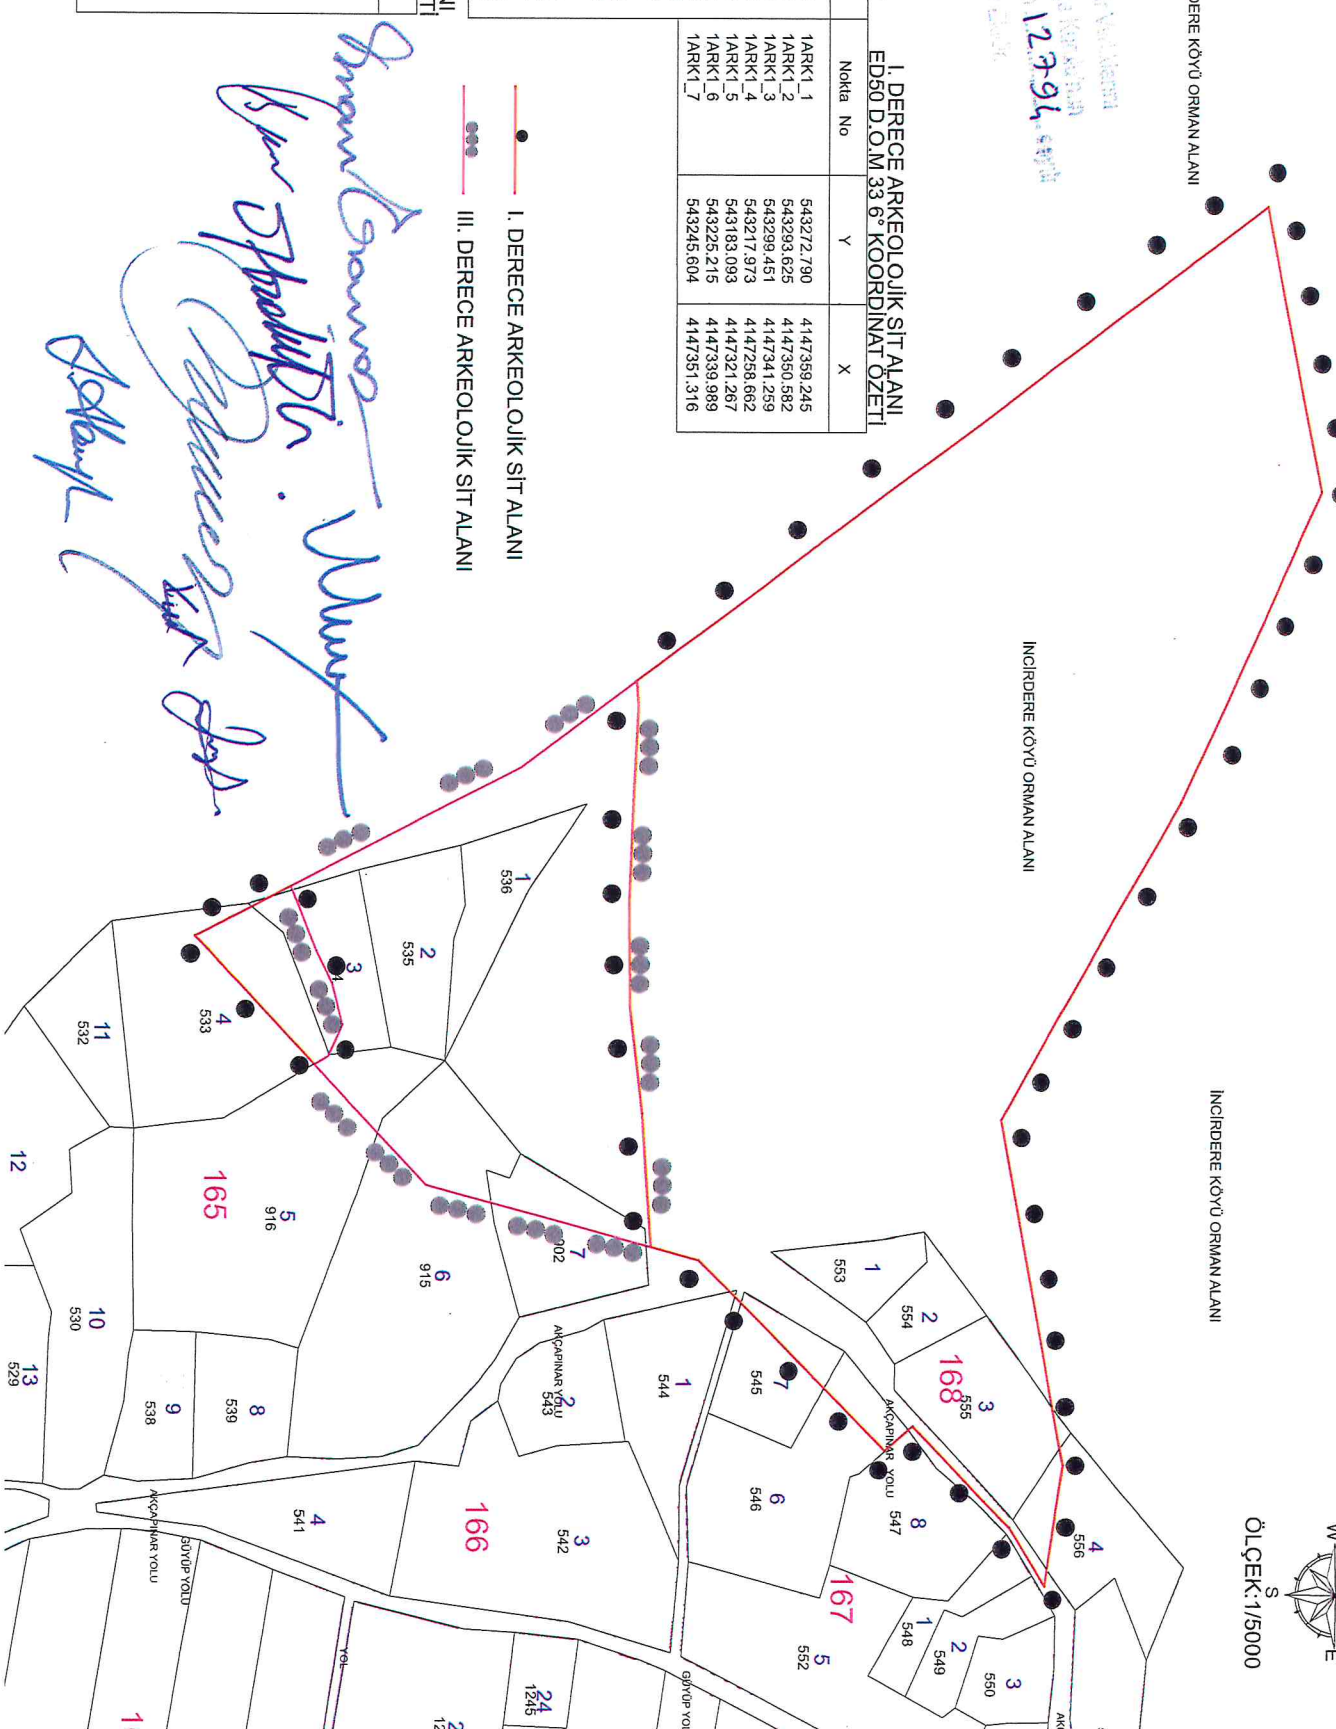 İNCİRDERE KÖYÜ ORMAN ALANI
İNCİRDERE KÖYÜ ORMAN ALANI
DERE KÖYÜ ORMAN ALANI
12794
W
S
E
ÖLÇEK:1/5000
I. DERECE ARKEOLOJİK SİT ALANI
ED50 D.O.M 33 6° KOORDİNAT ÖZETİ
Nokta No Y X
1ARK1_1 543272.790 4147359.245
1ARK1_2 543293.625 4147350.582
1ARK1_3 543299.451 4147341.259
1ARK1_4 543217.973 4147258.662
1ARK1_5 543183.093 4147321.267
1ARK1_6 543225.215 4147339.989
1ARK1_7 543245.604 4147351.316
I. DERECE ARKEOLOJİK SİT ALANI
III. DERECE ARKEOLOJİK SİT ALANI
NI
ETİ
168
1
553
2
554
3
555
4
556
167
1
548
2
549
3
550
5
552
6
546
7
545
8
547
AKÇAPINAR YOLU
166
1
544
2
543
AKÇAPINAR YOLU
3
542
4
541
165
1
536
2
535
3
4
533
5
916
6
915
7
902
8
539
9
538
10
530
11
532
12
13
529
AKÇAPINAR YOLU
GÜYÜP YOLU
YOL
24
1245